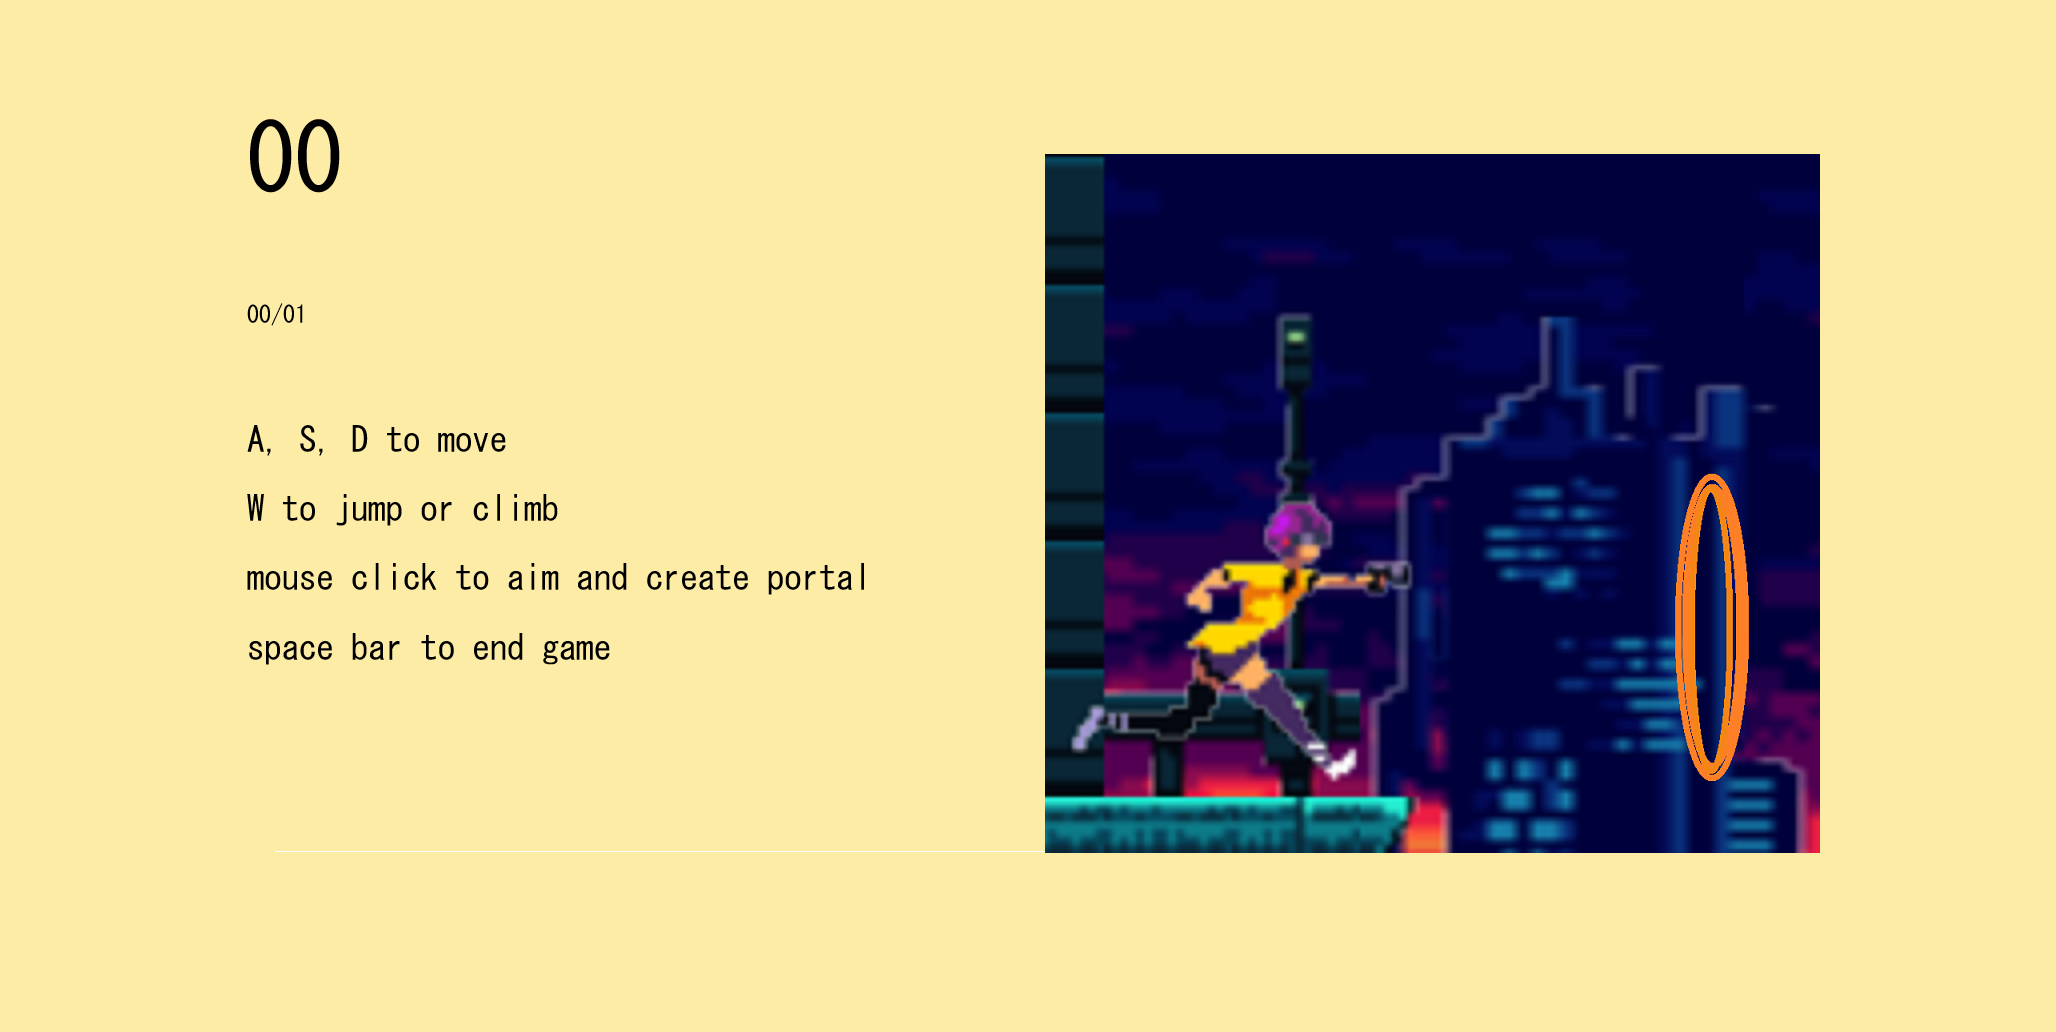 00
00/01
A, S, D to move
W to jump or climb
mouse click to aim and create portal
space bar to end game